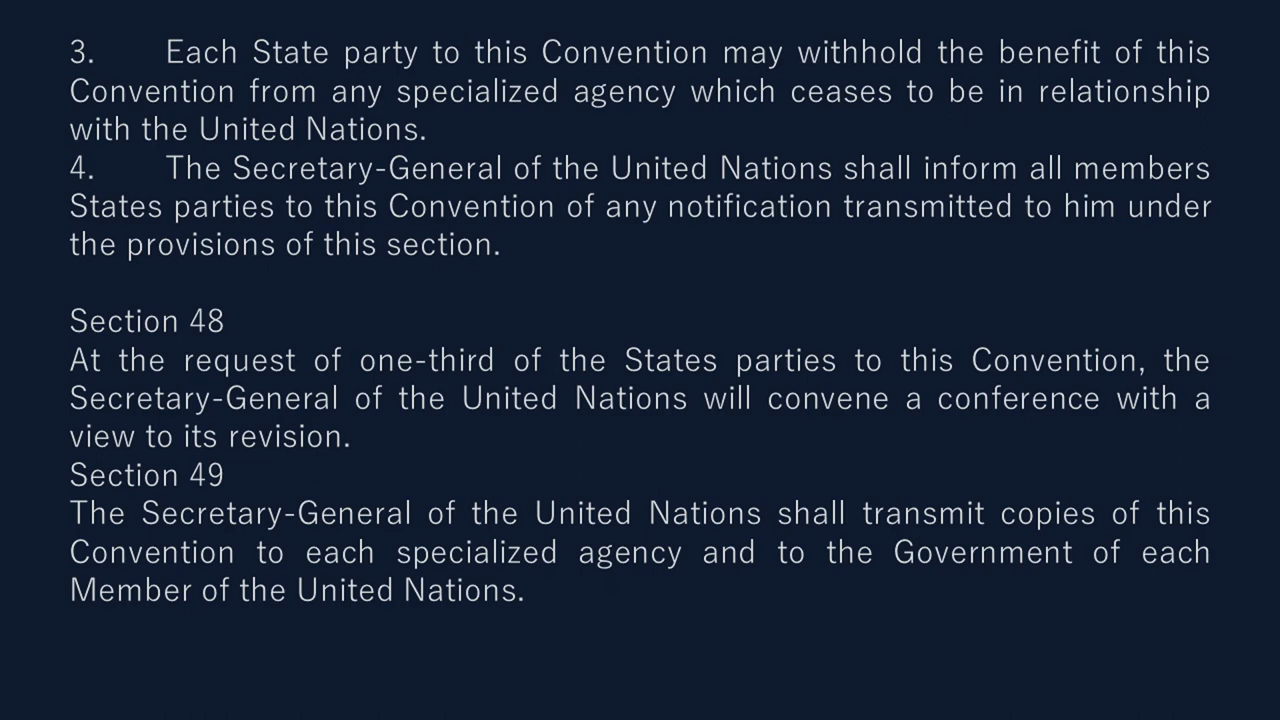 3. Each State party to this Convention may withhold the benefit of this
Convention from any specialized agency which ceases to be in relationship
with the United Nations.
4. The Secretary-General of the United Nations shall inform all members
States parties to this Convention of any notification transmitted to him under
the provisions of this section.
Section 48
At the request of one-third of the States parties to this Convention, the
Secretary-General of the United Nations will convene a conference with a
view to its revision.
Section 49
The Secretary-General of the United Nations shall transmit copies of this
Convention to each specialized agency and to the Government of each
Member of the United Nations.